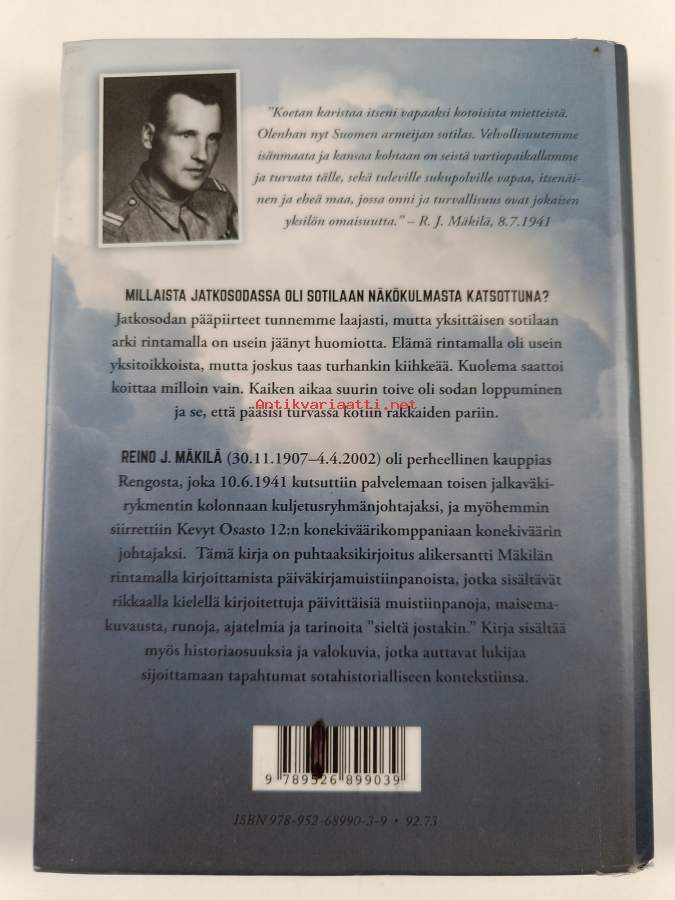 "Koetan karistaa itseni vapaaksi kotoisista mietteistä.
Olenhan nyt Suomen armeijan sotilas. Velvollisuutemme
isänmaata ja kansaa kohtaan on seistä vartiopaikallamme
ja turvata tälle, sekä tuleville sukupolville vapaa, itsenäi-
nen ja eheä maa, jossa onni ja turvallisuus ovat jokaisen
yksilön omaisuutta." – R. J. Mäkilä, 8.7.1941
MILLAISTA JATKOSODASSA OLI SOTILAAN NÄKÖKULMASTA KATSOTTUNA?
Jatkosodan pääpiirteet tunnemme laajasti, mutta yksittäisen sotilaan
arki rintamalla on usein jäänyt huomiotta. Elämä rintamalla oli usein
yksitoikkoista, mutta joskus taas turhankin kiihkeää. Kuolema saattoi
koittaa milloin vain. Kaiken aikaa suurin toive oli sodan loppuminen
Antikvariaatti.net
ja se, että pääsisi turvassa kotiin rakkaiden pariin.
REINO J. MÄKILÄ (30.11.1907–4.4.2002) oli perheellinen kauppias
Rengosta, joka 10.6.1941 kutsuttiin palvelemaan toisen jalkaväki-
rykmentin kolonnaan kuljetusryhmänjohtajaksi, ja myöhemmin
siirrettiin Kevyt Osasto 12:n konekiväärikomppaniaan konekiväärin
johtajaksi. Tämä kirja on puhtaaksikirjoitus alikersantti Mäkilän
rintamalla kirjoittamista päiväkirjamuistiinpanoista, jotka sisältävät
rikkaalla kielellä kirjoitettuja päivittäisiä muistiinpanoja, maisema-
kuvausta, runoja, ajatelmia ja tarinoita "sieltä jostakin." Kirja sisältää
myös historiaosuuksia ja valokuvia, jotka auttavat lukijaa
sijoittamaan tapahtumat sotahistorialliseen kontekstiinsa.
9 789526 899039
ISBN 978-952-68990-3-9 • 92.73